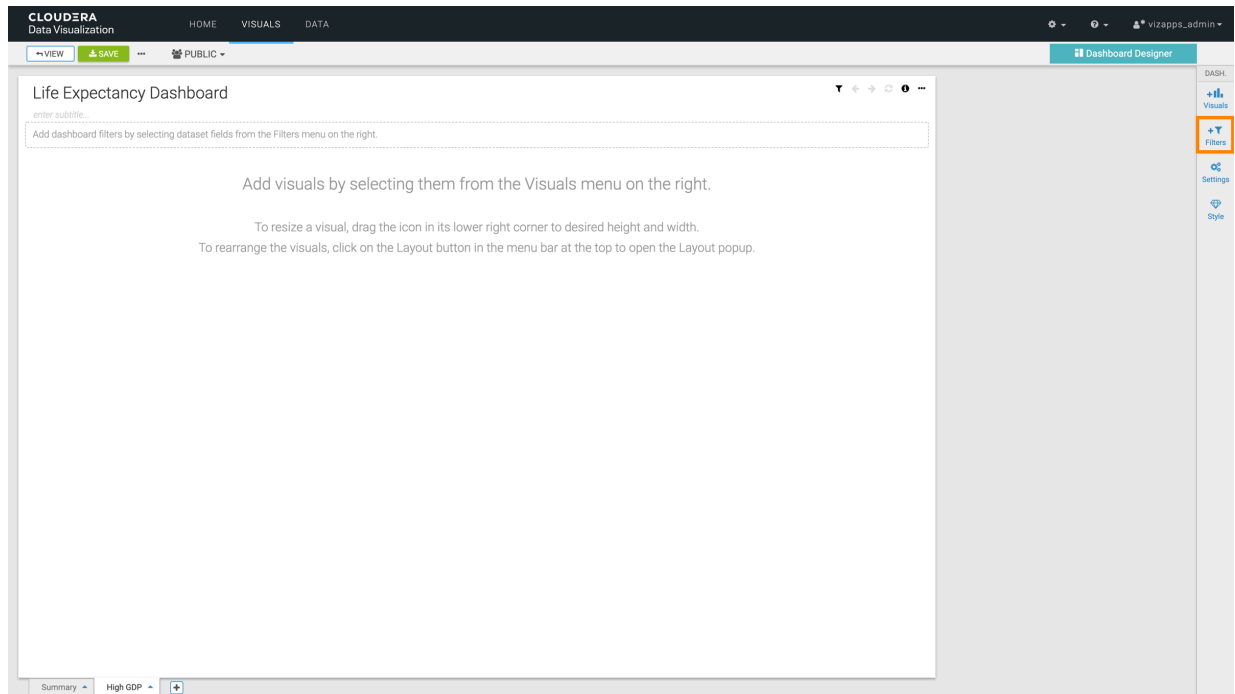 CLOUDERA
Data Visualization
HOME VISUALS DATA
vizapps_admin
VIEW SAVE PUBLIC
Dashboard Designer
DASH.
Visuals
Filters
Settings
Style
Life Expectancy Dashboard
enter subtitle...
Add dashboard filters by selecting dataset fields from the Filters menu on the right.
Add visuals by selecting them from the Visuals menu on the right.
To resize a visual, drag the icon in its lower right corner to desired height and width.
To rearrange the visuals, click on the Layout button in the menu bar at the top to open the Layout popup.
Summary High GDP